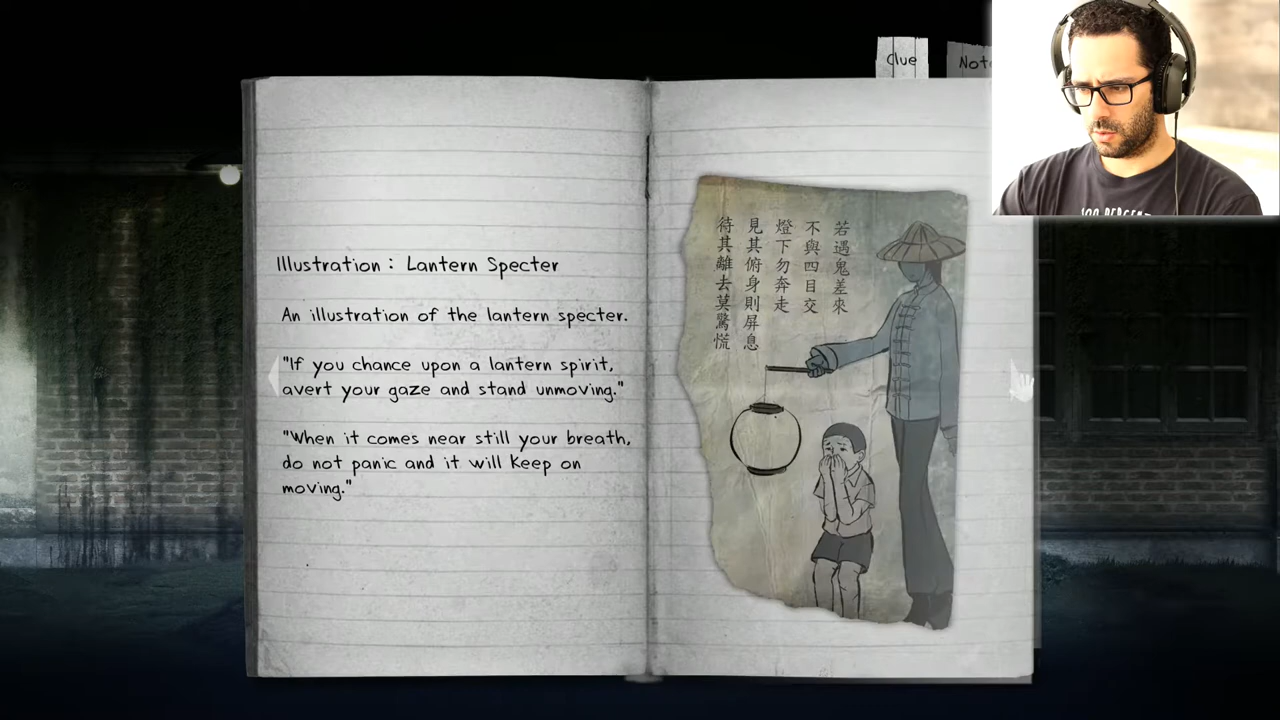 Clue
Illustration : Lantern Specter
An illustration of the lantern specter.
"If you chance upon a lantern spirit,
avert your gaze and stand unmoving."
"When it comes near still your breath,
do not panic and it will keep on
moving."
若遇鬼差來
不與四目交
燈下勿奔走
見其俯身則屏息
待其離去莫驚慌